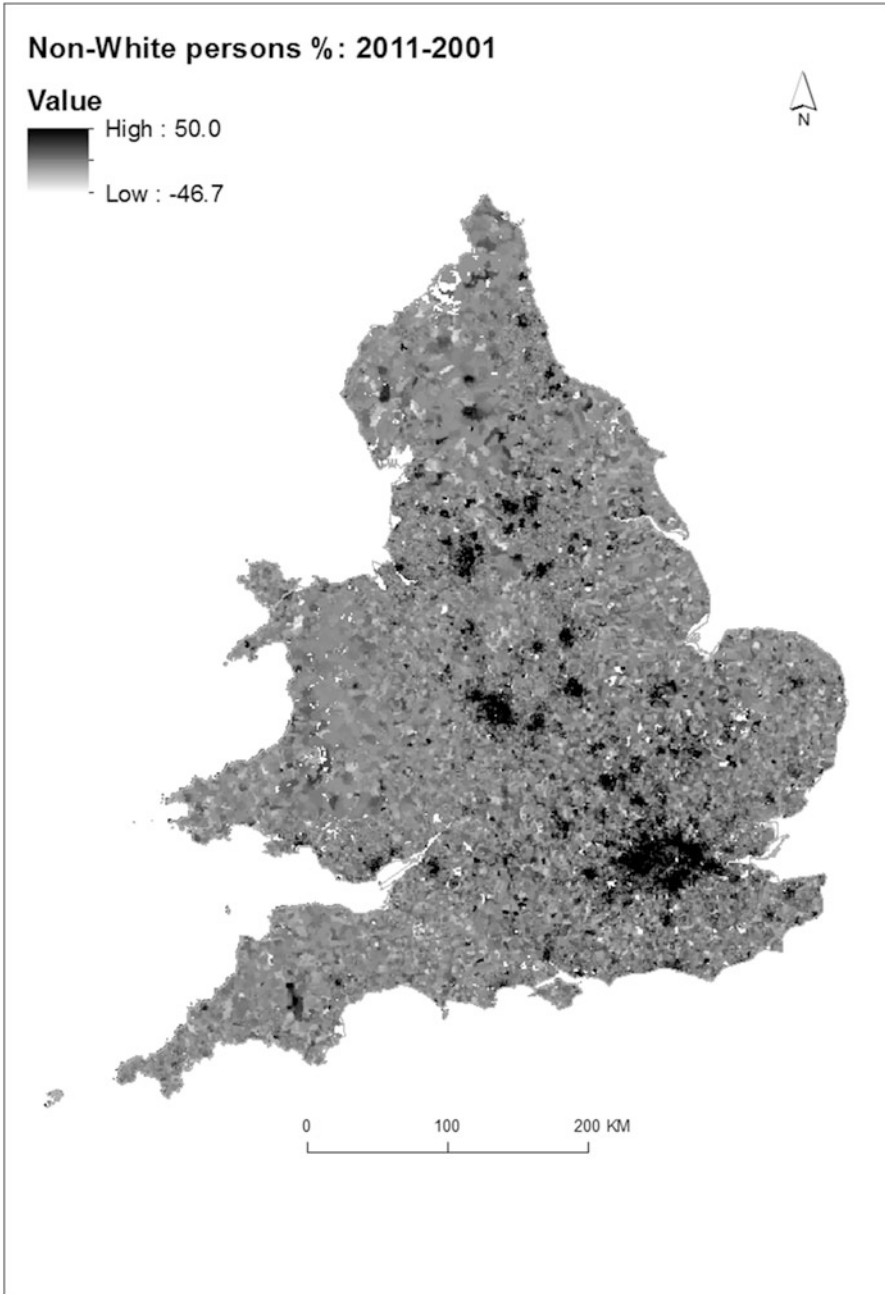 Non-White persons %: 2011-2001
N
Value
High : 50.0
Low : -46.7
0 100 200 KM